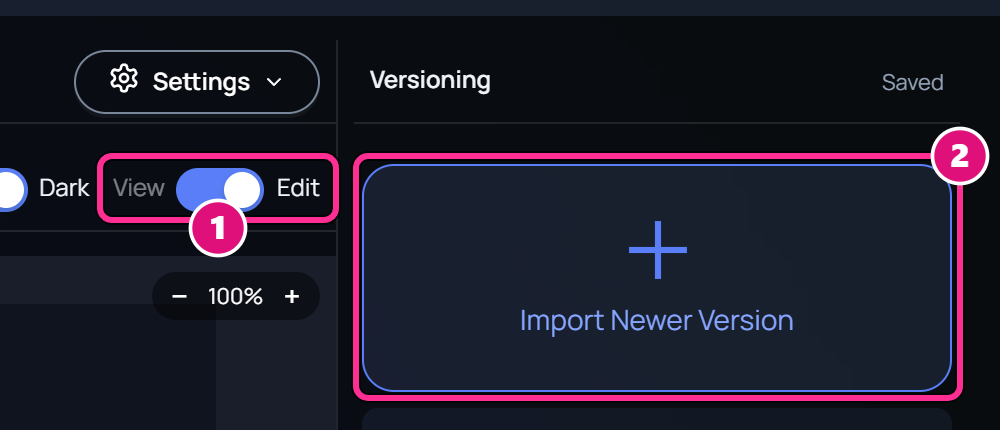 Settings
Versioning
Saved
Dark
View
Edit
1
2
− 100% +
Import Newer Version